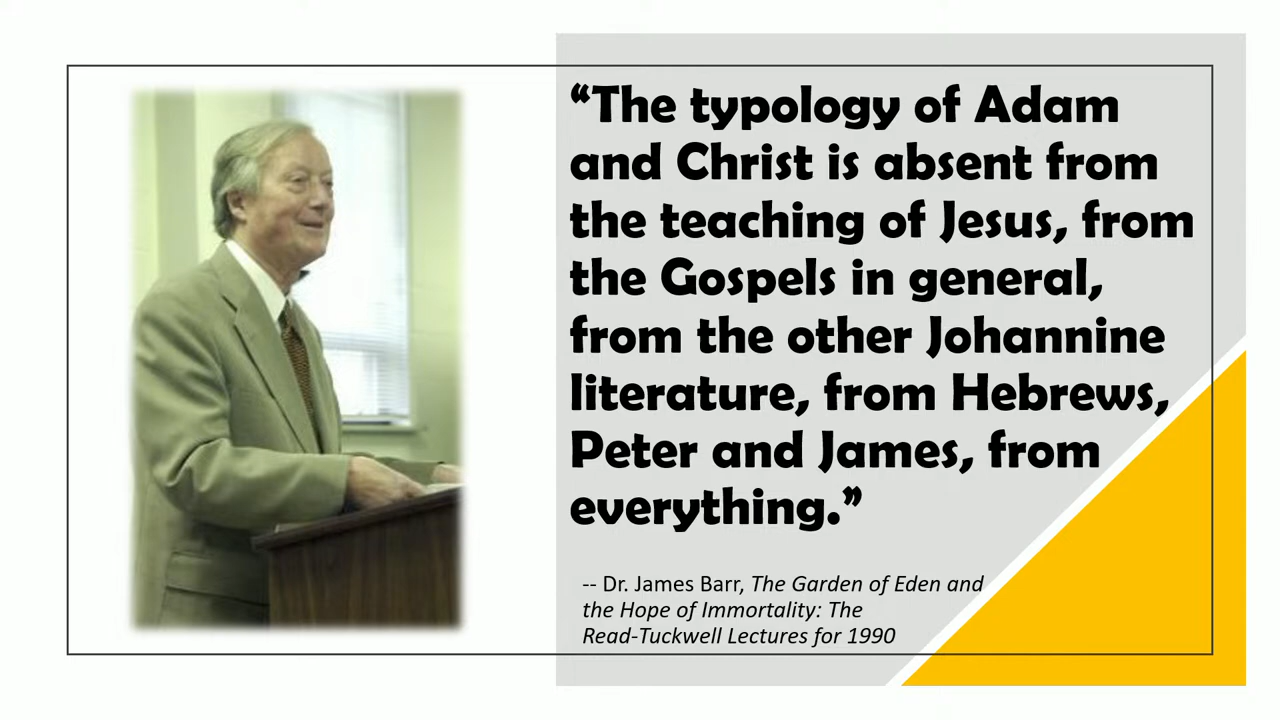 “The typology of Adam
and Christ is absent from
the teaching of Jesus, from
the Gospels in general,
from the other Johannine
literature, from Hebrews,
Peter and James, from
everything.”
-- Dr. James Barr, The Garden of Eden and
the Hope of Immortality: The
Read-Tuckwell Lectures for 1990